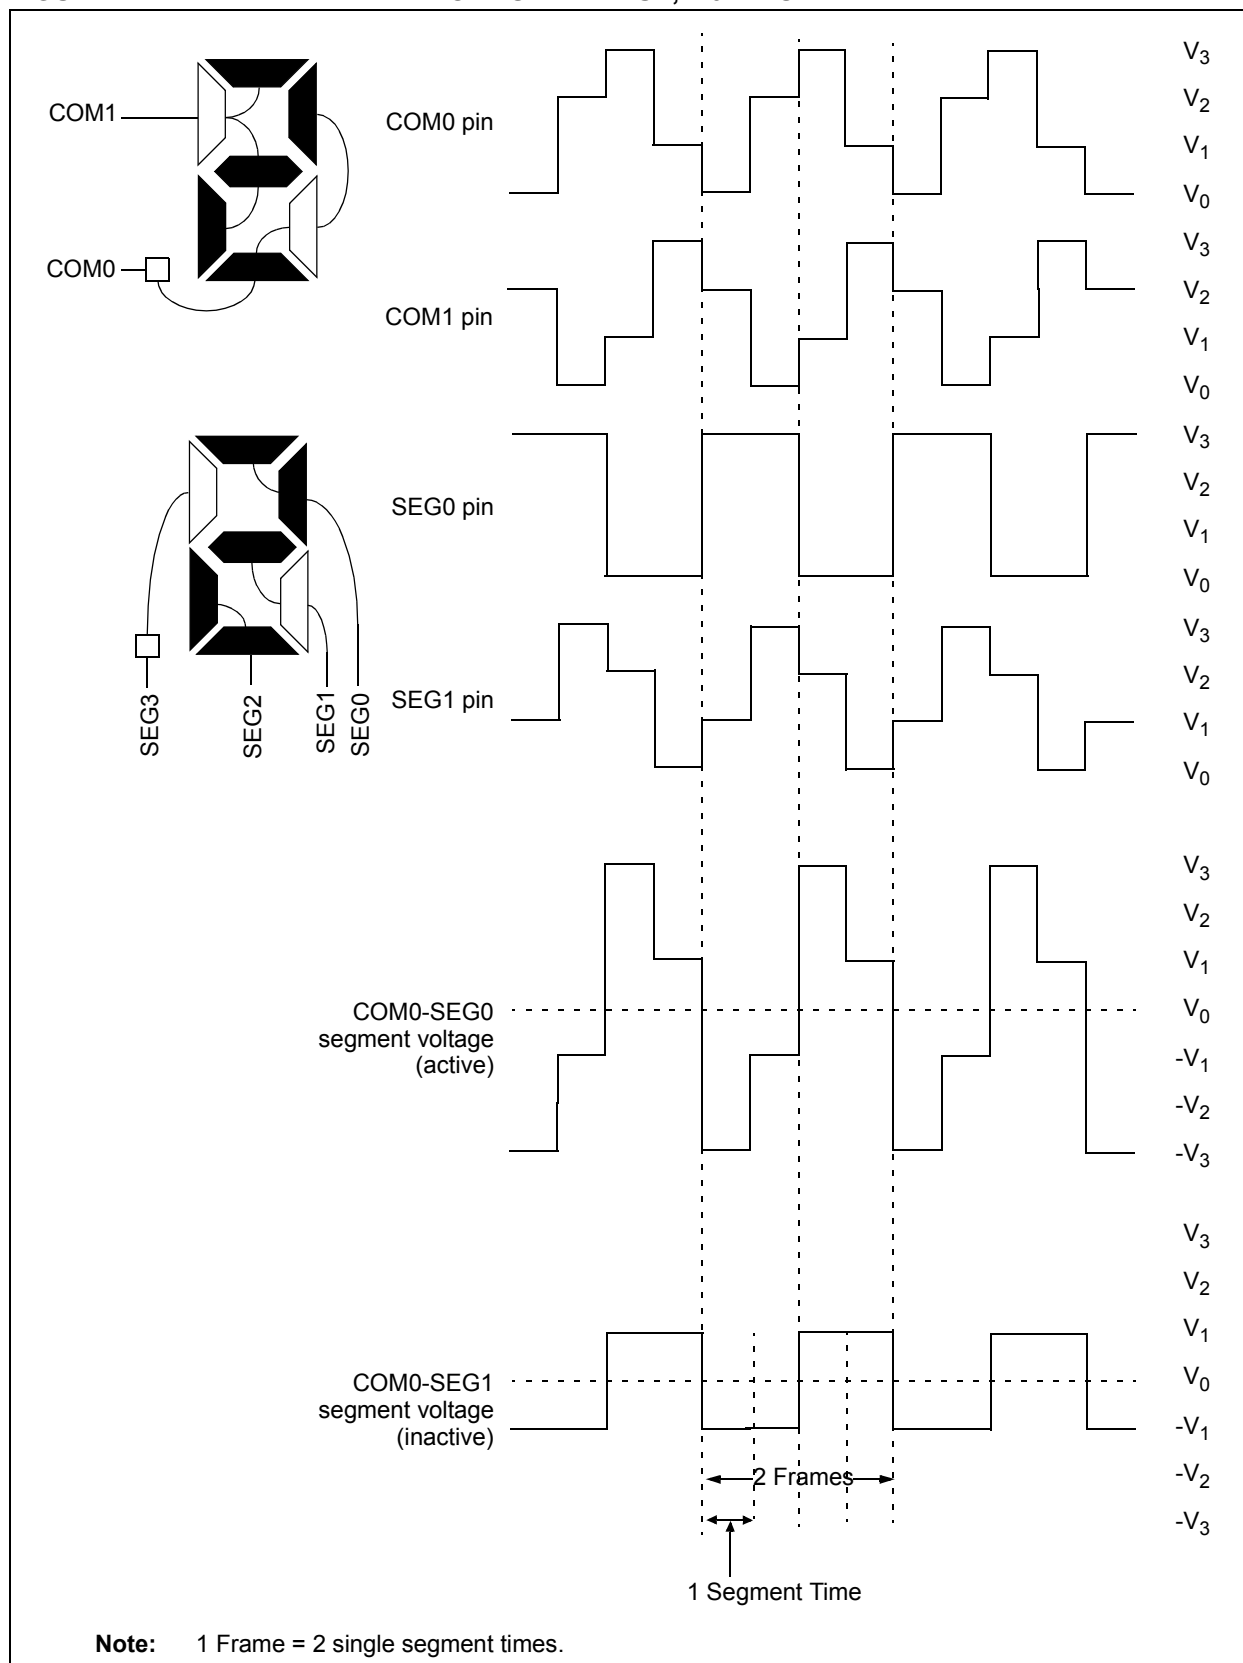 COM1
COM0
COM0 pin
V3
V2
V1
V0
COM1 pin
V3
V2
V1
V0
SEG0 pin
V3
V2
V1
V0
SEG3
SEG2
SEG1
SEG0
SEG1 pin
V3
V2
V1
V0
COM0-SEG0
segment voltage
(active)
V3
V2
V1
V0
-V1
-V2
-V3
COM0-SEG1
segment voltage
(inactive)
V3
V2
V1
V0
-V1
-V2
-V3
2 Frames
1 Segment Time
Note: 1 Frame = 2 single segment times.